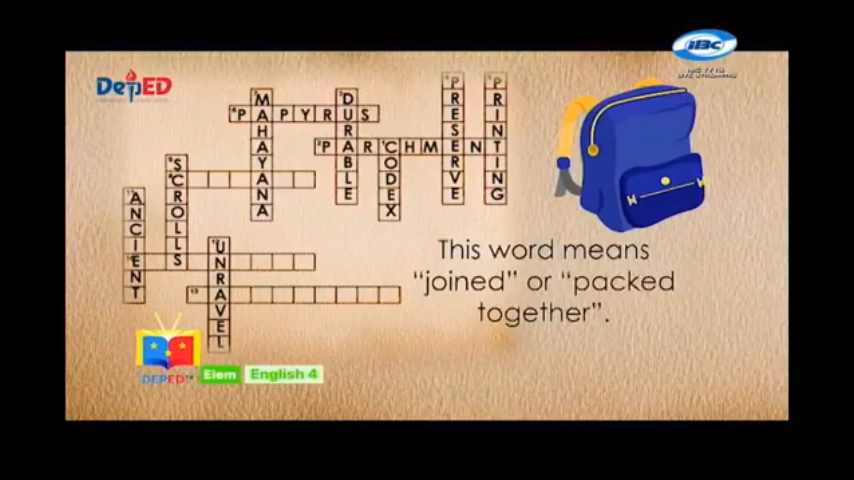 IBC
DepED
PAPYRUS
MAHAYANA
DURABLE
PRESERVE
PRINTING
PARCHMENT
CODEX
SCROLLS
ANCIENT
UNRAVEL
This word means
“joined” or “packed
together”.
DEPED TV
Elem
English 4